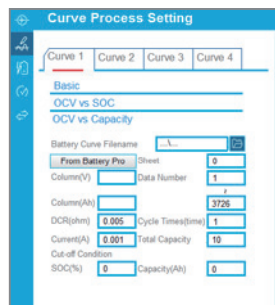 Curve Process Setting
Curve 1 Curve 2 Curve 3 Curve 4
Basic
OCV vs SOC
OCV vs Capacity
Battery Curve Filename ...\...
From Battery Pro Sheet 0
Column(V) Data Number 1
Column(Ah) 3726
DCR(ohm) 0.005 Cycle Times(time) 1
Current(A) 0.001 Total Capacity 10
Cut-off Condition
SOC(%) 0 Capacity(Ah) 0